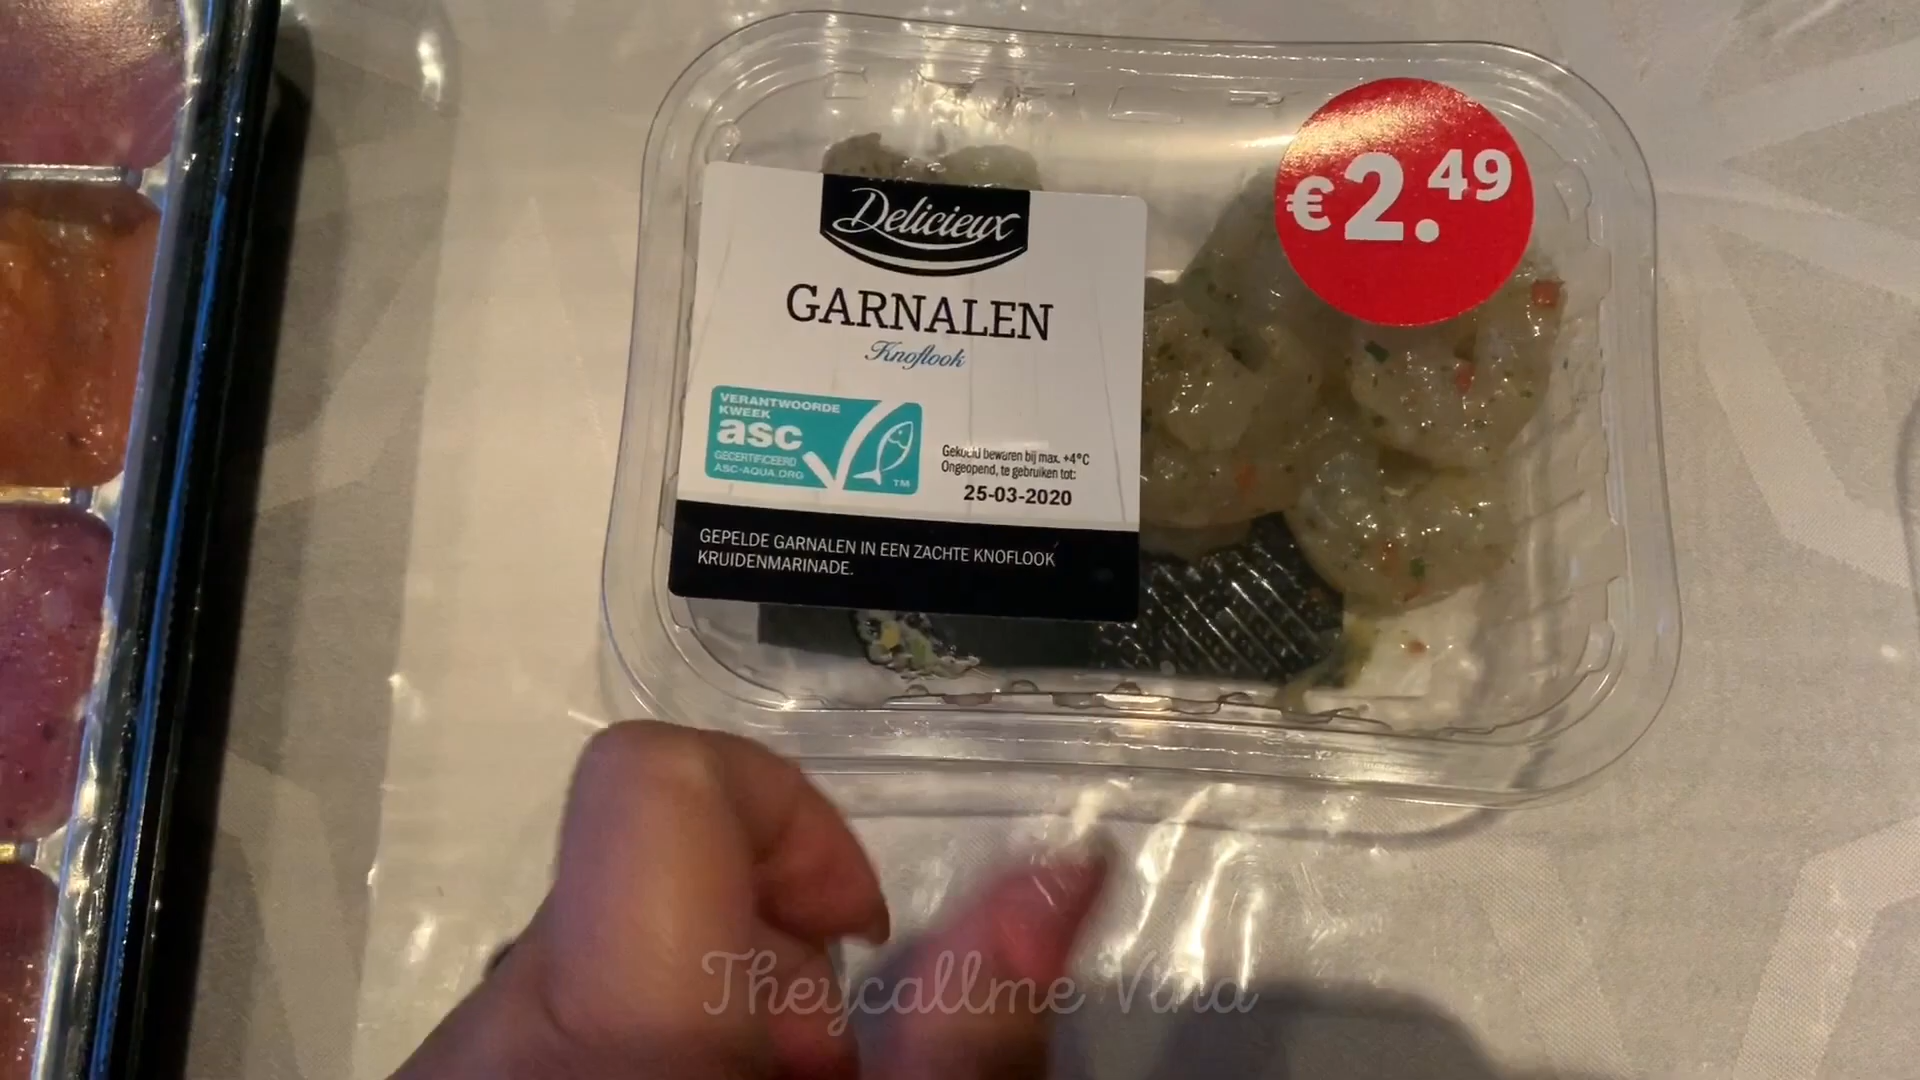 €2.49
Delicieux
GARNALEN
Knoflook
VERANTWOORDE
KWEEK
asc
GECERTIFICEERD
ASC-AQUA.ORG
TM
Gekoeld bewaren bij max. +4°C
Ongeopend, te gebruiken tot:
25-03-2020
GEPELDE GARNALEN IN EEN ZACHTE KNOFLOOK
KRUIDENMARINADE.
Theycallme